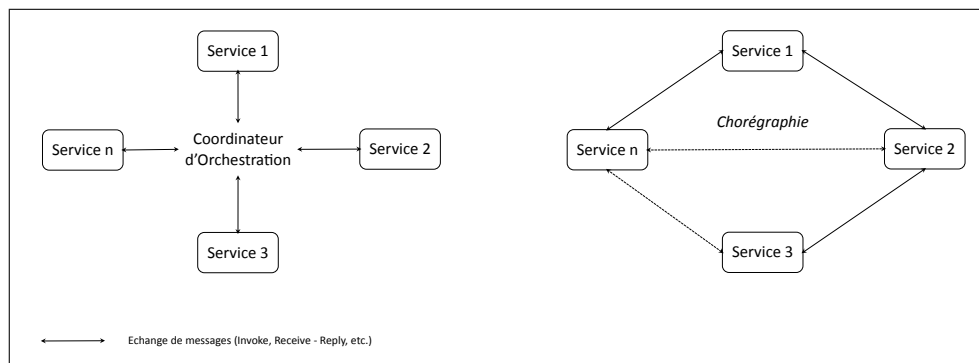 Service 1
Service n
Coordinateur
d'Orchestration
Service 2
Service 3
Service 1
Chorégraphie
Service n
Service 2
Service 3
Echange de messages (Invoke, Receive - Reply, etc.)